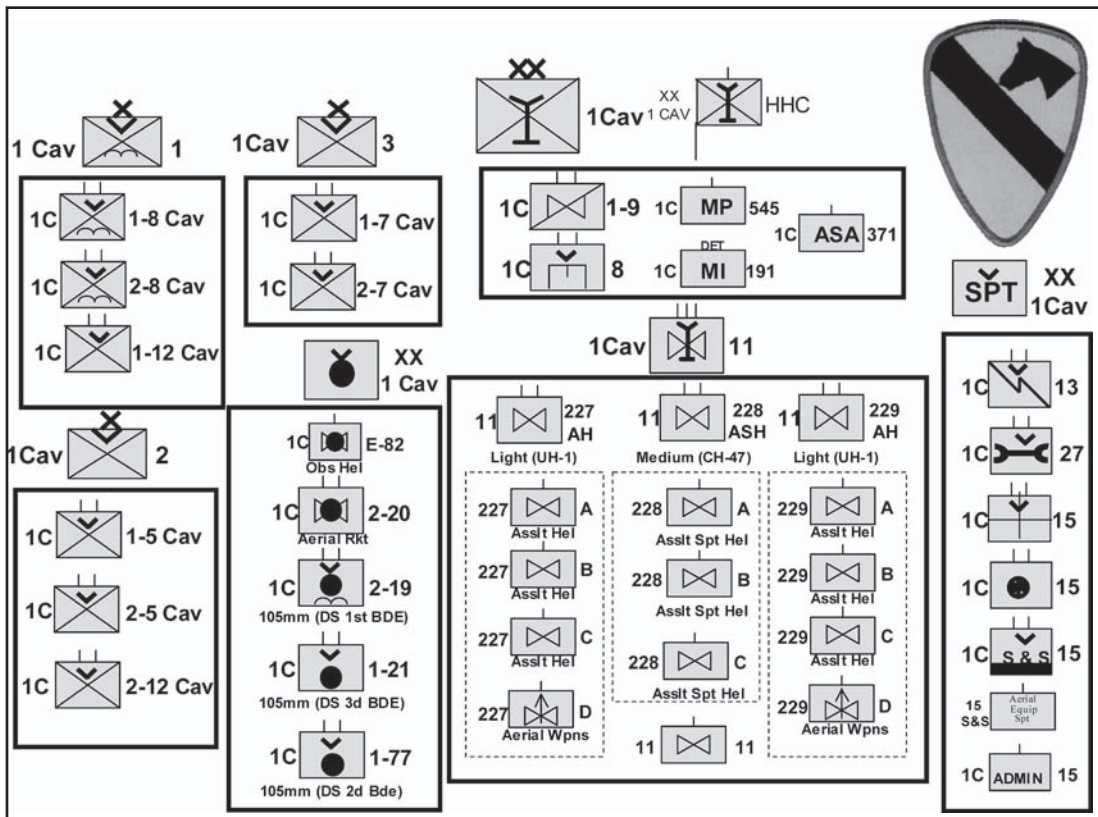 XX
1Cav
XX
1 CAV
HHC
X
1 Cav 1
1C 1-8 Cav
1C 2-8 Cav
1C 1-12 Cav
X
1Cav 2
1C 1-5 Cav
1C 2-5 Cav
1C 2-12 Cav
X
1Cav 3
1C 1-7 Cav
1C 2-7 Cav
XX
1 Cav
1C E-82
Obs Hel
1C 2-20
Aerial Rkt
1C 2-19
105mm (DS 1st BDE)
1C 1-21
105mm (DS 3d BDE)
1C 1-77
105mm (DS 2d Bde)
1C 1-9
1C 8
1C MP 545
DET
1C MI 191
1C ASA 371
1Cav 11
11 227
AH
Light (UH-1)
227 A
Asslt Hel
227 B
Asslt Hel
227 C
Asslt Hel
227 D
Aerial Wpns
11 228
ASH
Medium (CH-47)
228 A
Asslt Spt Hel
228 B
Asslt Spt Hel
228 C
Asslt Spt Hel
11 11
11 229
AH
Light (UH-1)
229 A
Asslt Hel
229 B
Asslt Hel
229 C
Asslt Hel
229 D
Aerial Wpns
SPT
XX
1Cav
1C 13
1C 27
1C 15
1C 15
1C S & S 15
15
S&S
Aerial
Equip
Spt
1C ADMIN 15